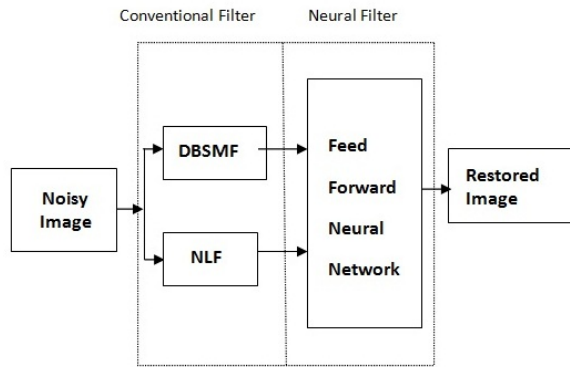 Conventional Filter
Neural Filter
Noisy
Image
DBSMF
NLF
Feed
Forward
Neural
Network
Restored
Image